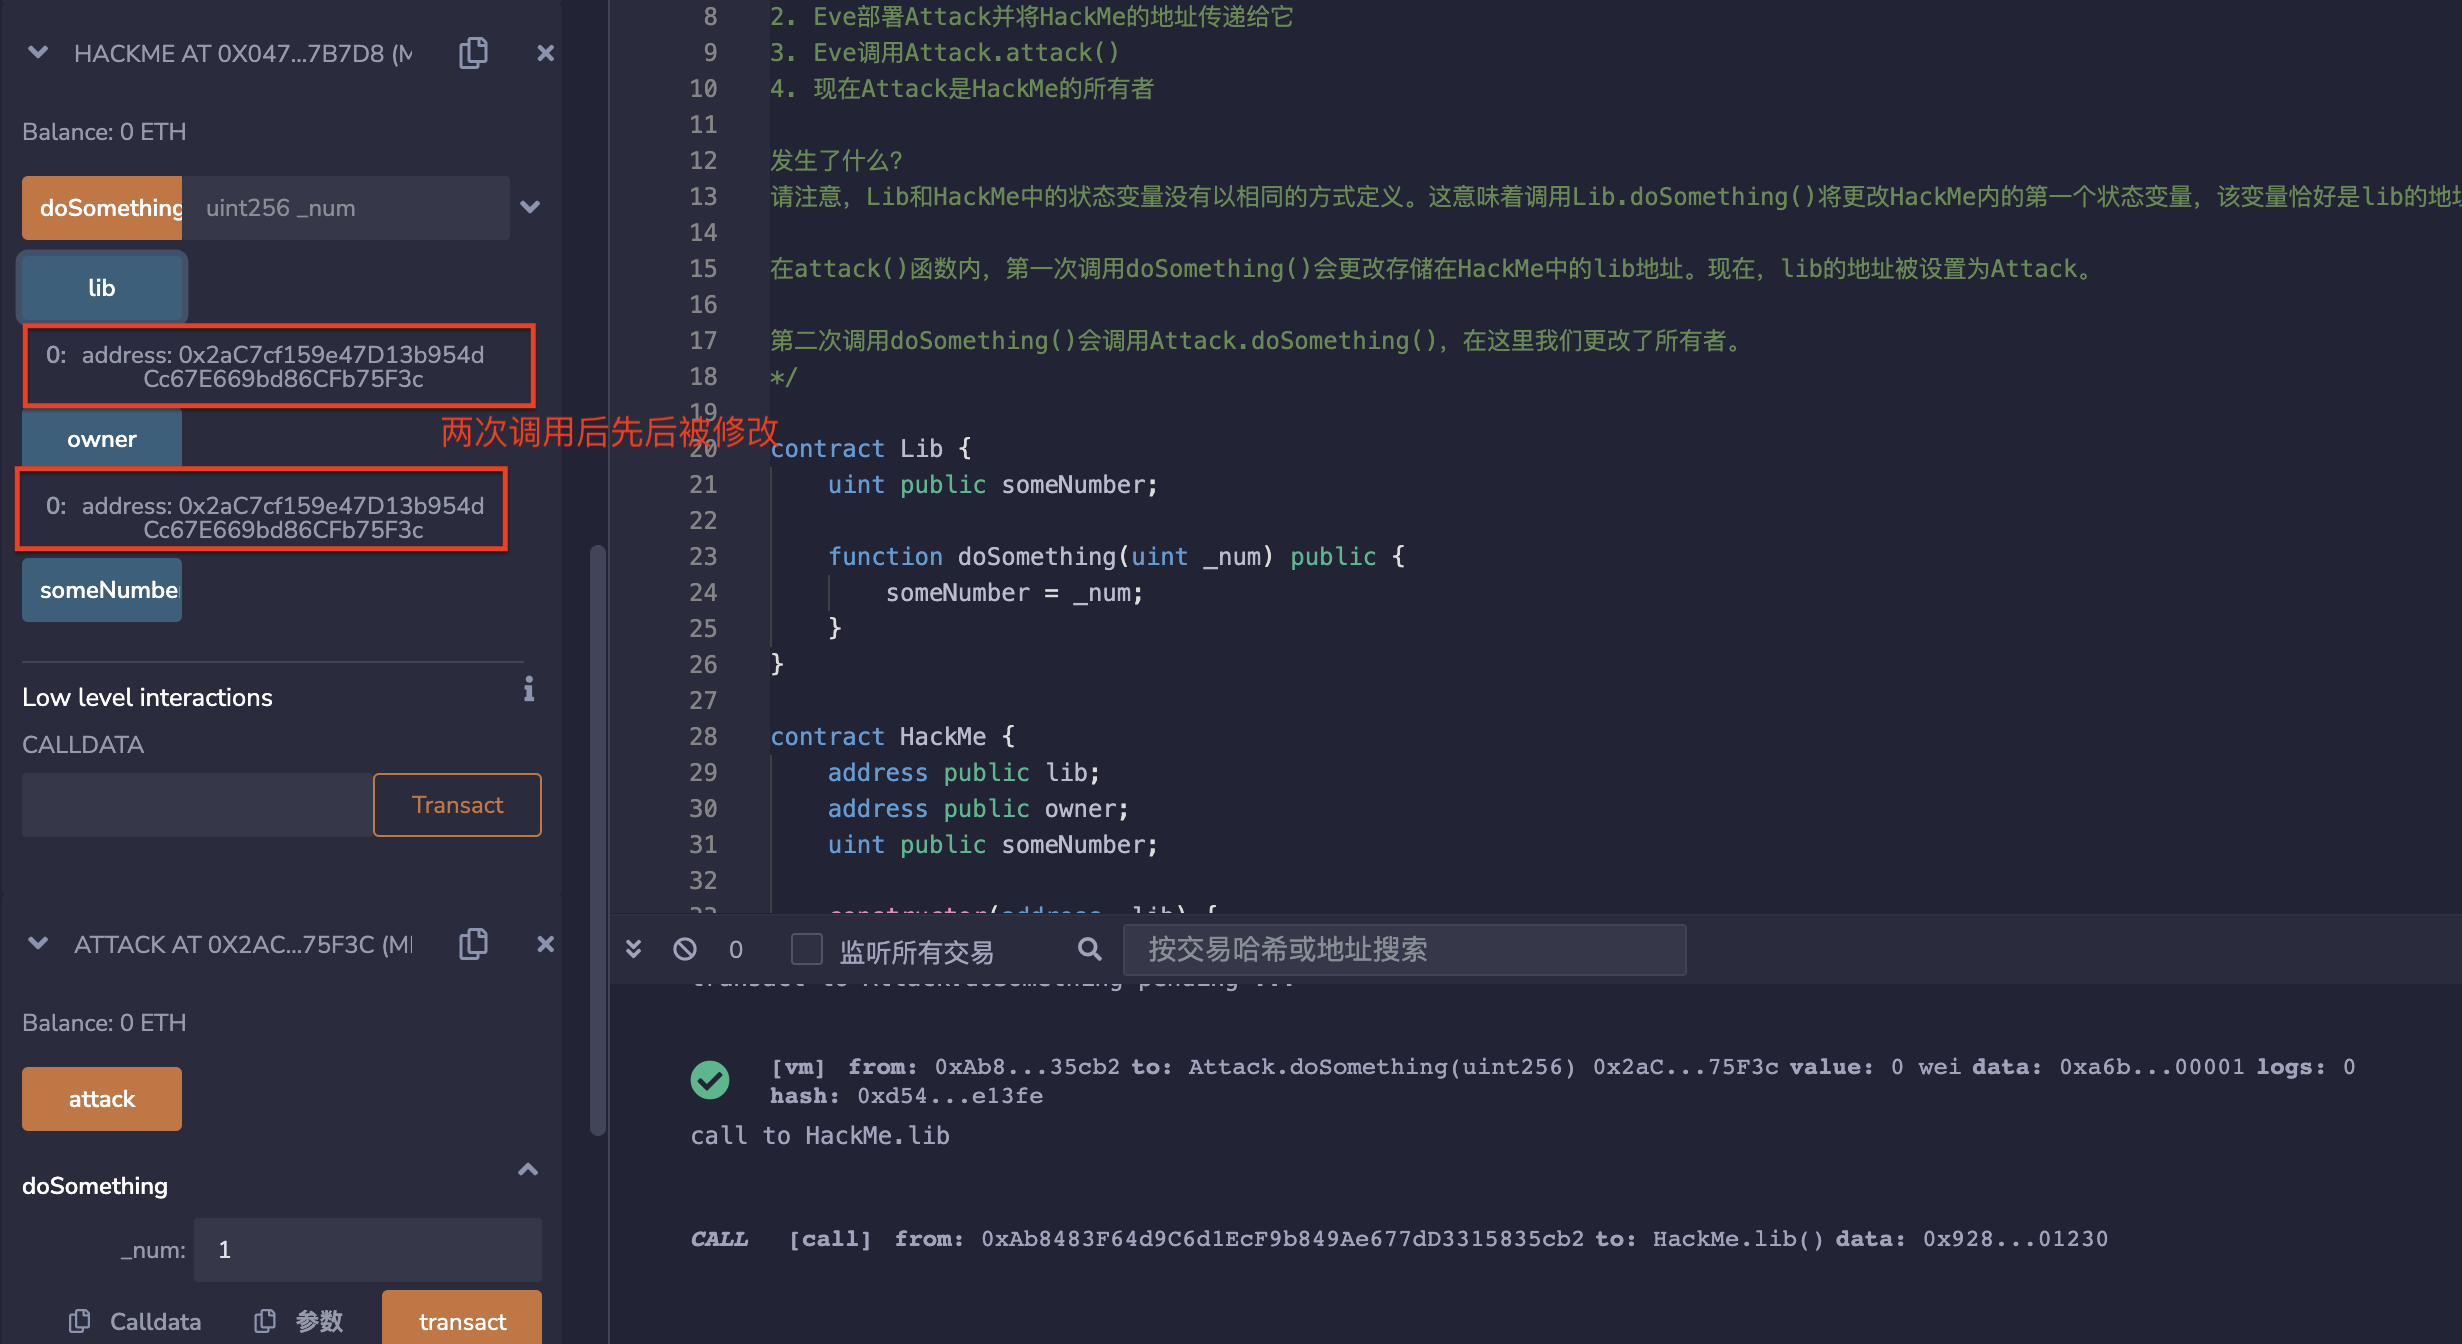 HACKME AT 0X047...7B7D8 (M
Balance: 0 ETH
doSomething
uint256 _num
lib
0: address: 0x2aC7cf159e47D13b954d
Cc67E669bd86CFb75F3c
owner
两次调用后先后被修改
0: address: 0x2aC7cf159e47D13b954d
Cc67E669bd86CFb75F3c
someNumbe
Low level interactions
i
CALLDATA
Transact
ATTACK AT 0X2AC...75F3C (M
Balance: 0 ETH
attack
doSomething
_num: 1
Calldata
参数
transact
8 2. Eve部署Attack并将HackMe的地址传递给它
9 3. Eve调用Attack.attack()
10 4. 现在Attack是HackMe的所有者
11
12 发生了什么?
13 请注意，Lib和HackMe中的状态变量没有以相同的方式定义。这意味着调用Lib.doSomething()将更改HackMe内的第一个状态变量，该变量恰好是lib的地址
14
15 在attack()函数内，第一次调用doSomething()会更改存储在HackMe中的lib地址。现在，lib的地址被设置为Attack。
16
17 第二次调用doSomething()会调用Attack.doSomething()，在这里我们更改了所有者。
18 */
19
20 contract Lib {
21 uint public someNumber;
22
23 function doSomething(uint _num) public {
24 someNumber = _num;
25 }
26 }
27
28 contract HackMe {
29 address public lib;
30 address public owner;
31 uint public someNumber;
32
33 constructor(address _lib) {
0
监听所有交易
按交易哈希或地址搜索
transact to Attack.doSomething pending ...
[vm] from: 0xAb8...35cb2 to: Attack.doSomething(uint256) 0x2aC...75F3c value: 0 wei data: 0xa6b...00001 logs: 0
hash: 0xd54...e13fe
call to HackMe.lib
CALL [call] from: 0xAb8483F64d9C6d1EcF9b849Ae677dD3315835cb2 to: HackMe.lib() data: 0x928...01230